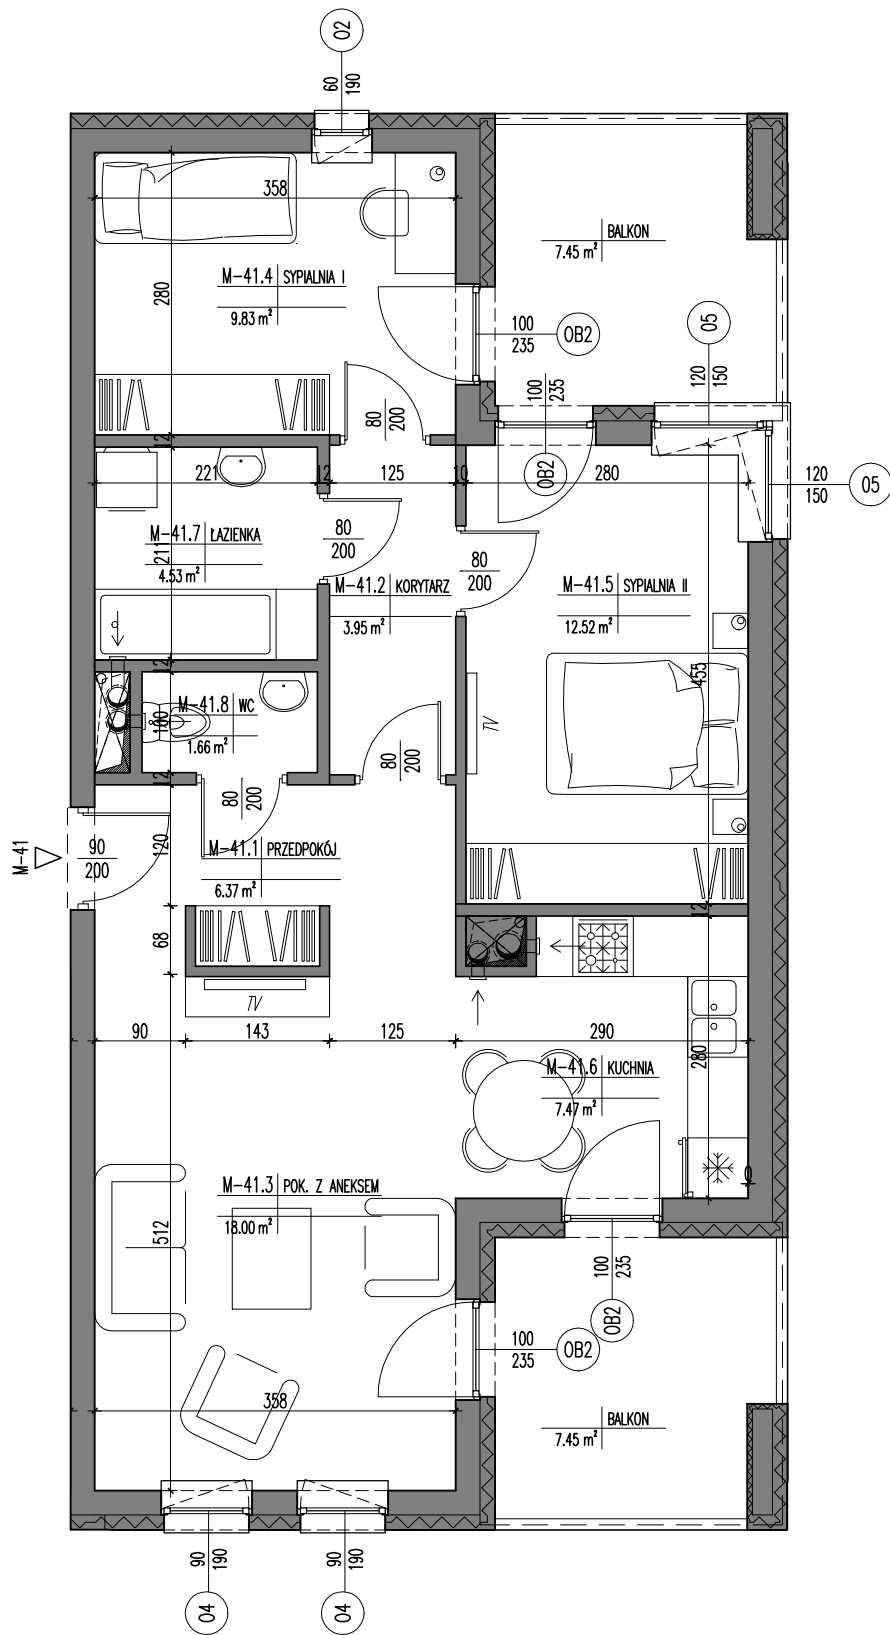 02
60
190
358
BALKON
7.45 m²
M-41.4 SYPIALNIA I
9.83 m²
280
100
235
OB2
05
120
150
100
235
OB2
80
200
12
221
12
125
10
280
120
150
05
80
200
M-41.7 ŁAZIENKA
4.53 m²
211
80
200
M-41.2 KORYTARZ
3.95 m²
M-41.5 SYPIALNIA II
12.52 m²
455
12
M-41.8 WC
1.66 m²
100
TV
80
200
12
80
200
M-41
90
200
120
M-41.1 PRZEDPOKÓJ
6.37 m²
12
68
TV
90
143
125
290
280
M-41.6 KUCHNIA
7.47 m²
M-41.3 POK. Z ANEKSEM
18.00 m²
512
100
235
OB2
100
235
OB2
358
BALKON
7.45 m²
90
190
04
90
190
04